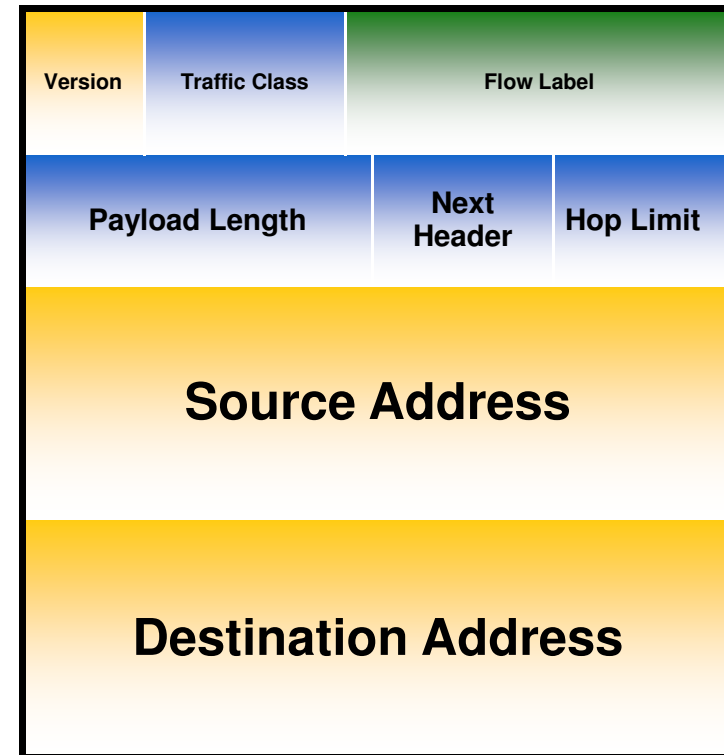 Version
Traffic Class
Flow Label
Payload Length
Next
Header
Hop Limit
Source Address
Destination Address